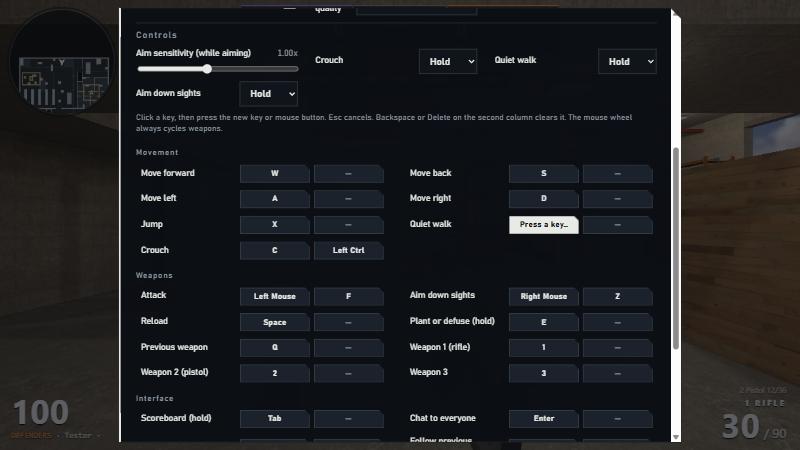 quality
Controls
Aim sensitivity (while aiming) 1.00x
Crouch Hold
Quiet walk Hold
Aim down sights Hold
Click a key, then press the new key or mouse button. Esc cancels. Backspace or Delete on the second column clears it. The mouse wheel
always cycles weapons.
Movement
Move forward W — Move back S —
Move left A — Move right D —
Jump X — Quiet walk Press a key... —
Crouch C Left Ctrl
Weapons
Attack Left Mouse F Aim down sights Right Mouse Z
Reload Space — Plant or defuse (hold) E —
Previous weapon Q — Weapon 1 (rifle) 1 —
Weapon 2 (pistol) 2 — Weapon 3 3 —
Interface
Scoreboard (hold) Tab — Chat to everyone Enter —
Follow previous
100
DEFENDERS · Tester ·
2 Pistol 12/36
1 RIFLE
30 / 90